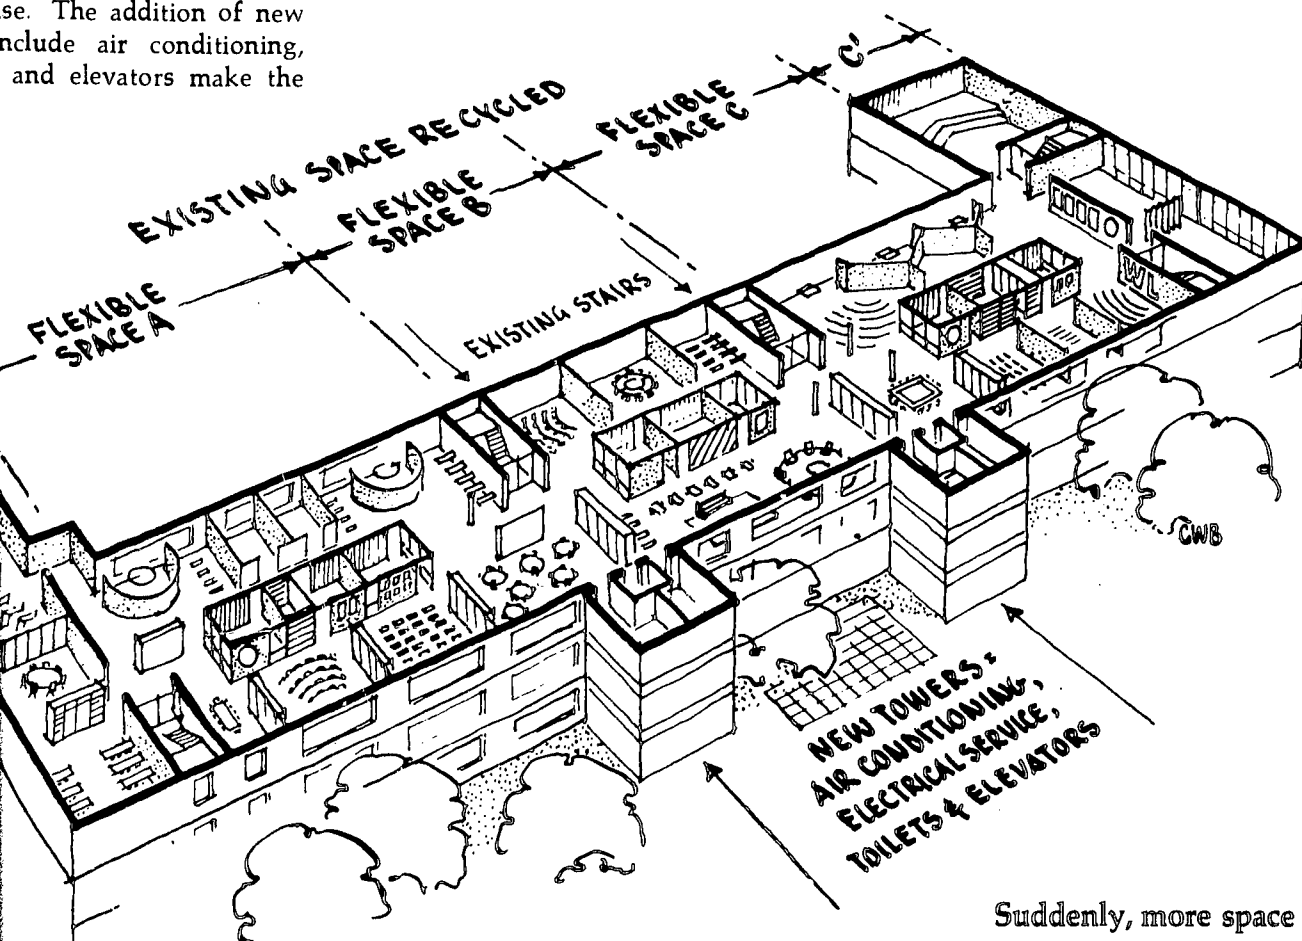 use. The addition of new
nclude air conditioning,
and elevators make the
EXISTING SPACE RECYCLED
FLEXIBLE
SPACE A
FLEXIBLE
SPACE B
FLEXIBLE
SPACE C
C'
EXISTING STAIRS
WL
CWB
NEW TOWERS:
AIR CONDITIONING,
ELECTRICAL SERVICE,
TOILETS & ELEVATORS
Suddenly, more space